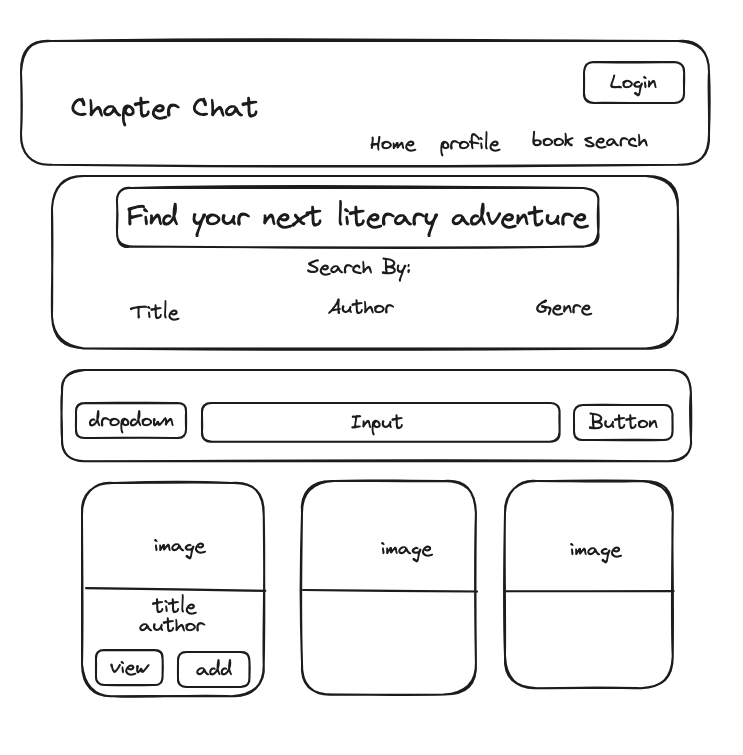 Login
Chapter Chat
Home profile book search
Find your next literary adventure
Search By:
Title Author Genre
dropdown Input Button
image image image
title
author
view add